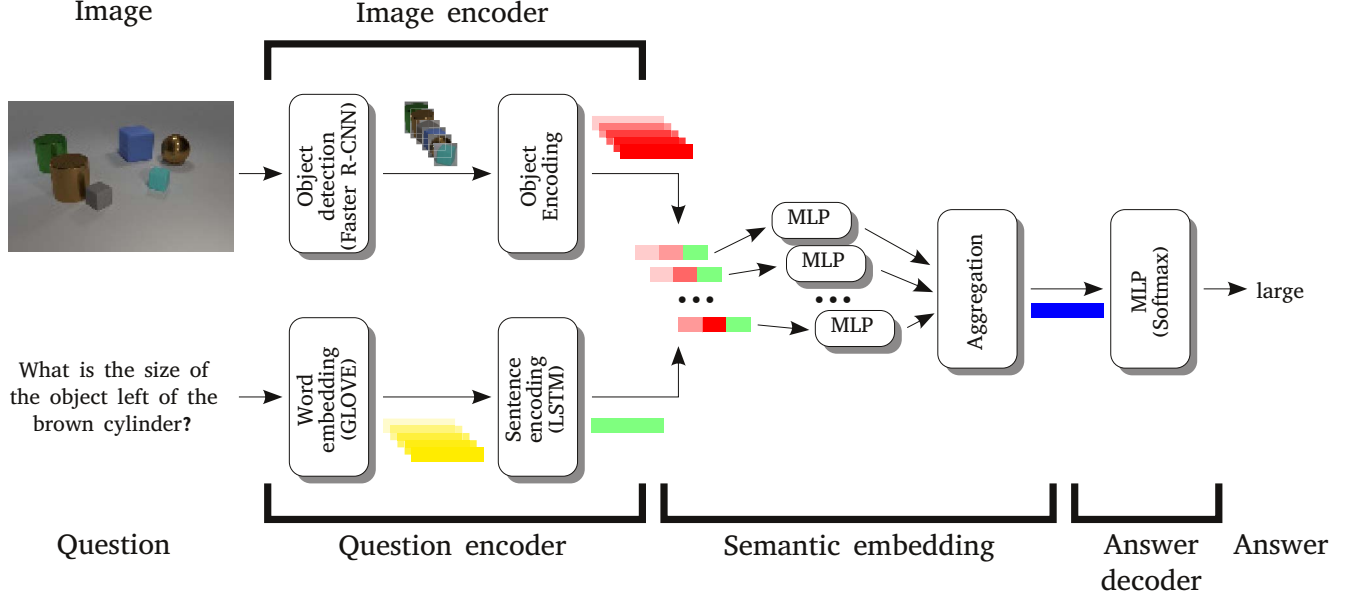 Image
Image encoder
Object
detection
(Faster R-CNN)
Object
Encoding
MLP
MLP
MLP
Aggregation
MLP
(Softmax)
large
What is the size of
the object left of the
brown cylinder?
Word
embedding
(GLOVE)
Sentence
encoding
(LSTM)
Question
Question encoder
Semantic embedding
Answer
decoder
Answer